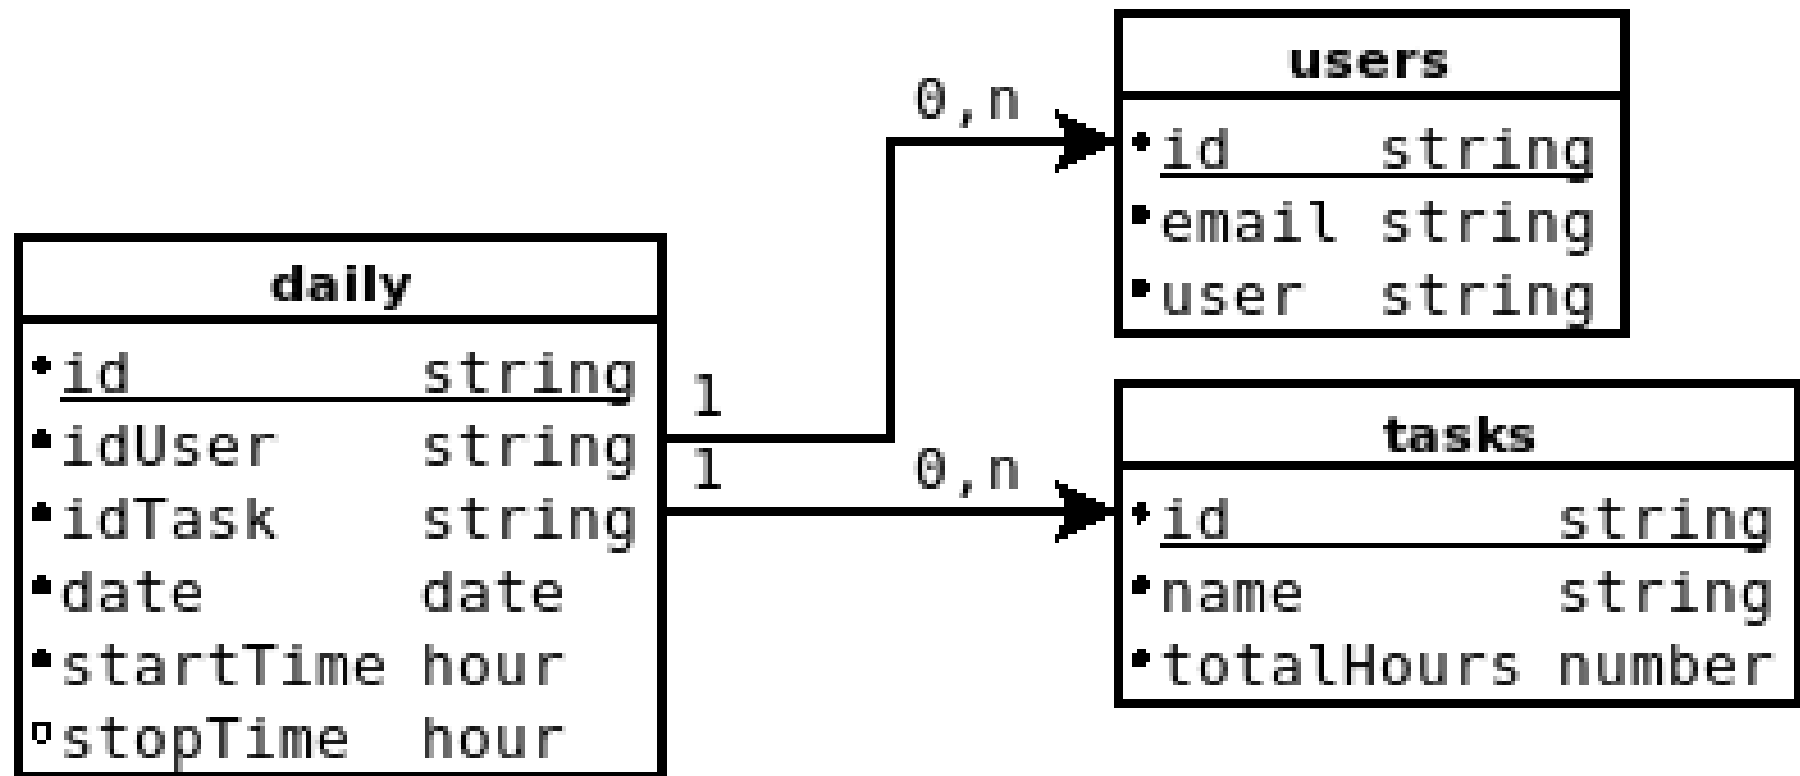 daily
id string
idUser string
idTask string
date date
startTime hour
stopTime hour
1
0,n
1
0,n
users
id string
email string
user string
tasks
id string
name string
totalHours number